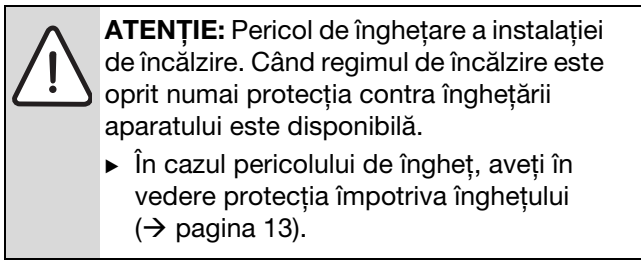 ATENȚIE: Pericol de înghețare a instalației
de încălzire. Când regimul de încălzire este
oprit numai protecția contra înghețării
aparatului este disponibilă.
▸ În cazul pericolului de îngheț, aveți în
vedere protecția împotriva înghețului
(→ pagina 13).